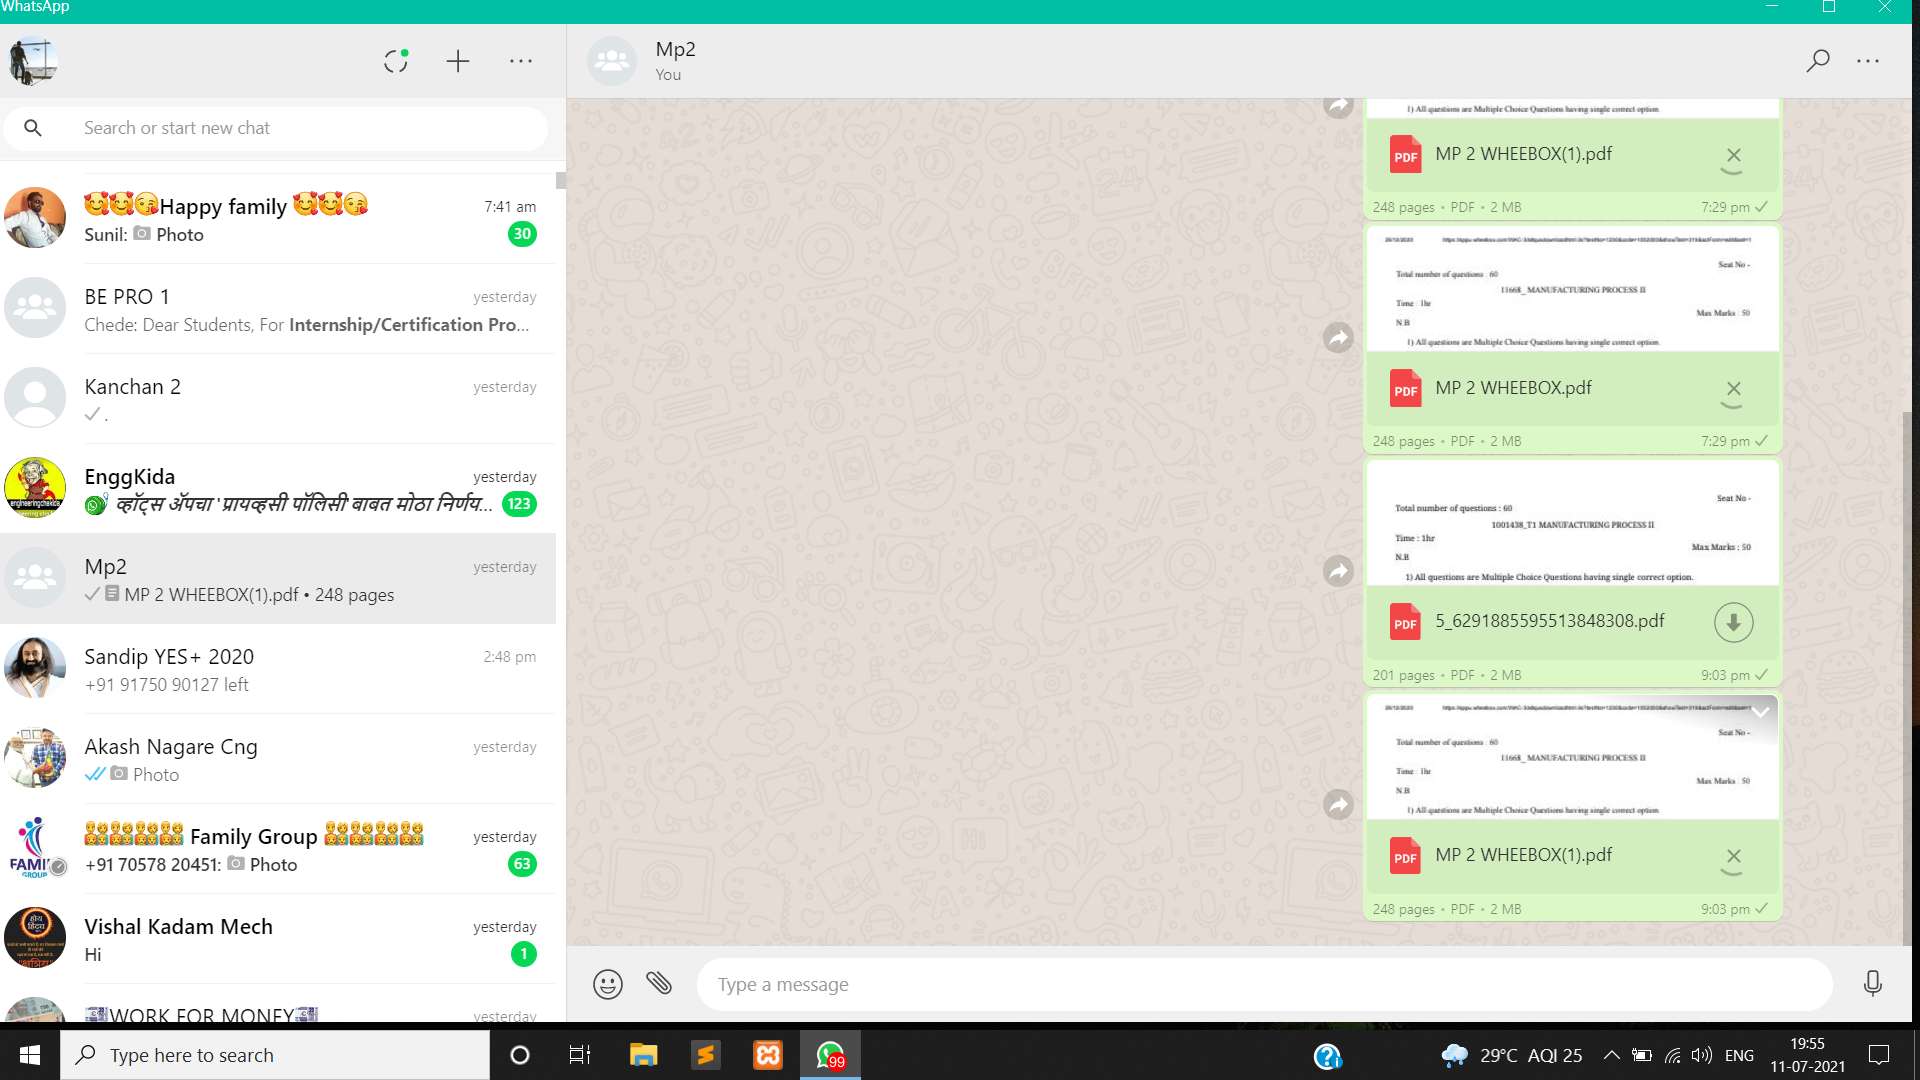 WhatsApp
Search or start new chat
🥰🥰😘Happy family 🥰🥰😘
7:41 am
Sunil: Photo
30
BE PRO 1
yesterday
Chede: Dear Students, For Internship/Certification Pro...
Kanchan 2
yesterday
.
EnggKida
yesterday
व्हॉट्स ॲपचा 'प्रायव्हसी पॉलिसी' बाबत मोठा निर्णय...
123
Mp2
yesterday
MP 2 WHEEBOX(1).pdf • 248 pages
Sandip YES+ 2020
2:48 pm
+91 91750 90127 left
Akash Nagare Cng
yesterday
Photo
FAMI
GROUP
Family Group
yesterday
+91 70578 20451: Photo
63
Vishal Kadam Mech
yesterday
Hi
1
WORK FOR MONEY
yesterday
Mp2
You
1) All questions are Multiple Choice Questions having single correct option.
PDF
MP 2 WHEEBOX(1).pdf
248 pages • PDF • 2 MB
7:29 pm
Seat No -
Total number of questions : 60
11668_ MANUFACTURING PROCESS II
Time : 1hr
Max Marks : 50
N.B
1) All questions are Multiple Choice Questions having single correct option.
PDF
MP 2 WHEEBOX.pdf
248 pages • PDF • 2 MB
7:29 pm
Seat No -
Total number of questions : 60
1001438_T1 MANUFACTURING PROCESS II
Time : 1hr
Max Marks : 50
N.B
1) All questions are Multiple Choice Questions having single correct option.
PDF
5_6291885595513848308.pdf
201 pages • PDF • 2 MB
9:03 pm
Seat No -
Total number of questions : 60
11668_ MANUFACTURING PROCESS II
Time : 1hr
Max Marks : 50
N.B
1) All questions are Multiple Choice Questions having single correct option.
PDF
MP 2 WHEEBOX(1).pdf
248 pages • PDF • 2 MB
9:03 pm
Type a message
Type here to search
99
29°C AQI 25
ENG
19:55
11-07-2021